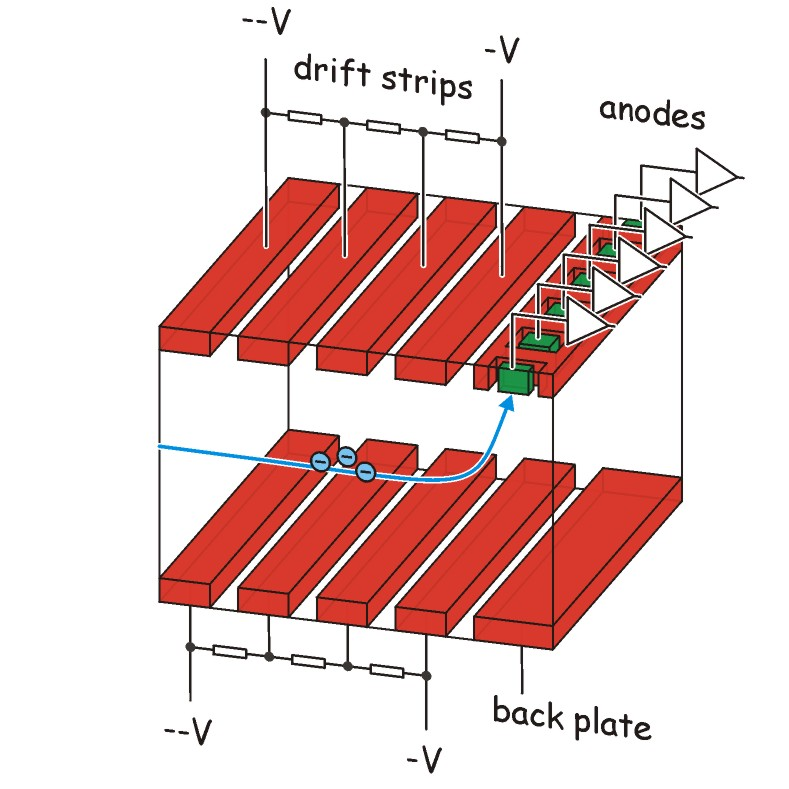 --V
-V
drift strips
anodes
back plate
--V
-V